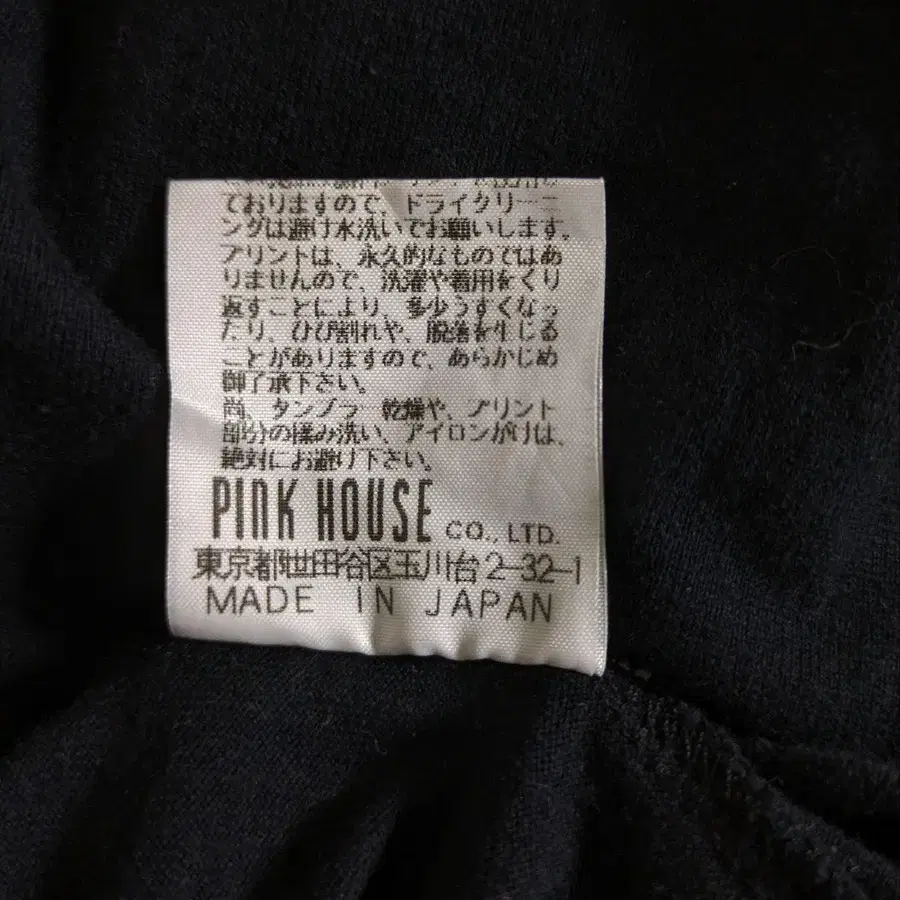 ておりますので、ドライクリーニ
ングは避け水洗いでお願いします。
プリントは、永久的なものではあ
りませんので、洗濯や着用をくり
返すことにより、多少うすくなっ
たり、ひび割れや、脱落を生じる
ことがありますので、あらかじめ
御了承下さい。
尚、タンブラー乾燥や、プリント
部分の揉み洗い、アイロンがけは、
絶対にお避け下さい。
PINK HOUSE CO., LTD.
東京都世田谷区玉川台2-32-1
MADE IN JAPAN